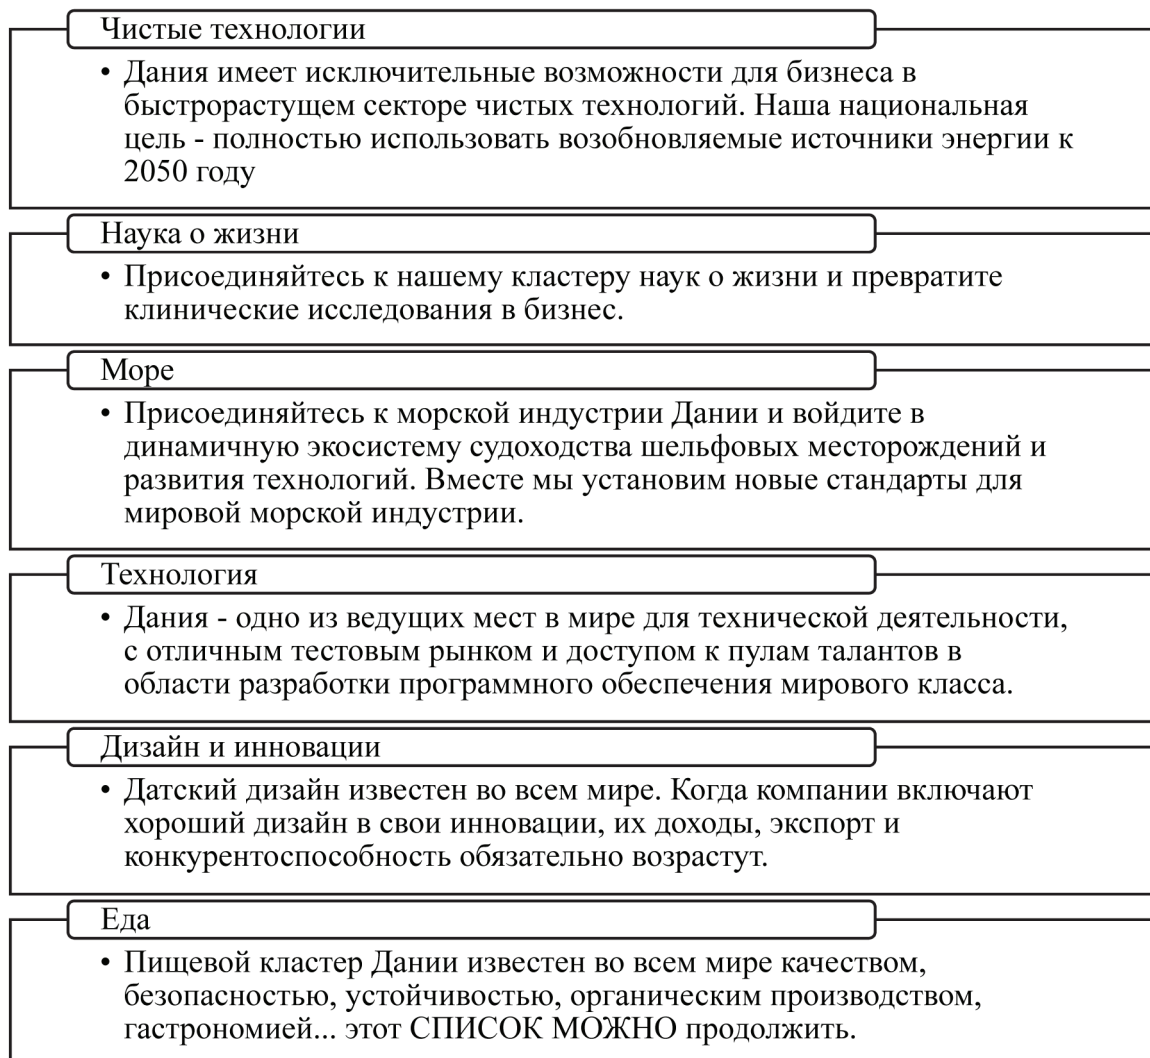 Чистые технологии
• Дания имеет исключительные возможности для бизнеса в
быстрорастущем секторе чистых технологий. Наша национальная
цель - полностью использовать возобновляемые источники энергии к
2050 году
Наука о жизни
• Присоединяйтесь к нашему кластеру наук о жизни и превратите
клинические исследования в бизнес.
Море
• Присоединяйтесь к морской индустрии Дании и войдите в
динамичную экосистему судоходства шельфовых месторождений и
развития технологий. Вместе мы установим новые стандарты для
мировой морской индустрии.
Технология
• Дания - одно из ведущих мест в мире для технической деятельности,
с отличным тестовым рынком и доступом к пулам талантов в
области разработки программного обеспечения мирового класса.
Дизайн и инновации
• Датский дизайн известен во всем мире. Когда компании включают
хороший дизайн в свои инновации, их доходы, экспорт и
конкурентоспособность обязательно возрастут.
Еда
• Пищевой кластер Дании известен во всем мире качеством,
безопасностью, устойчивостью, органическим производством,
гастрономией... этот СПИСОК МОЖНО продолжить.